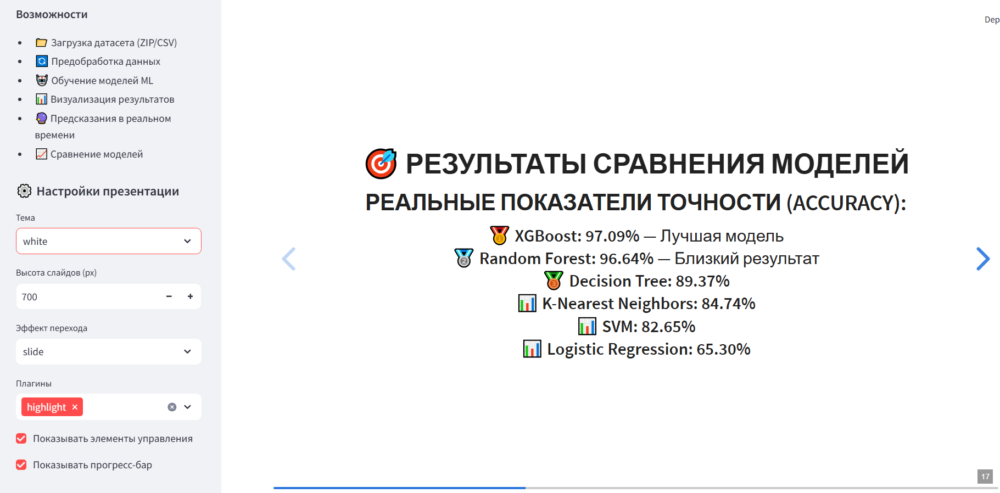 Возможности
Загрузка датасета (ZIP/CSV)
Предобработка данных
Обучение моделей ML
Визуализация результатов
Предсказания в реальном
времени
Сравнение моделей
Настройки презентации
Тема
white
Высота слайдов (px)
700
Эффект перехода
slide
Плагины
highlight
Показывать элементы управления
Показывать прогресс-бар
Dep
РЕЗУЛЬТАТЫ СРАВНЕНИЯ МОДЕЛЕЙ
РЕАЛЬНЫЕ ПОКАЗАТЕЛИ ТОЧНОСТИ (ACCURACY):
XGBoost: 97.09% — Лучшая модель
Random Forest: 96.64% — Близкий результат
Decision Tree: 89.37%
K-Nearest Neighbors: 84.74%
SVM: 82.65%
Logistic Regression: 65.30%
17